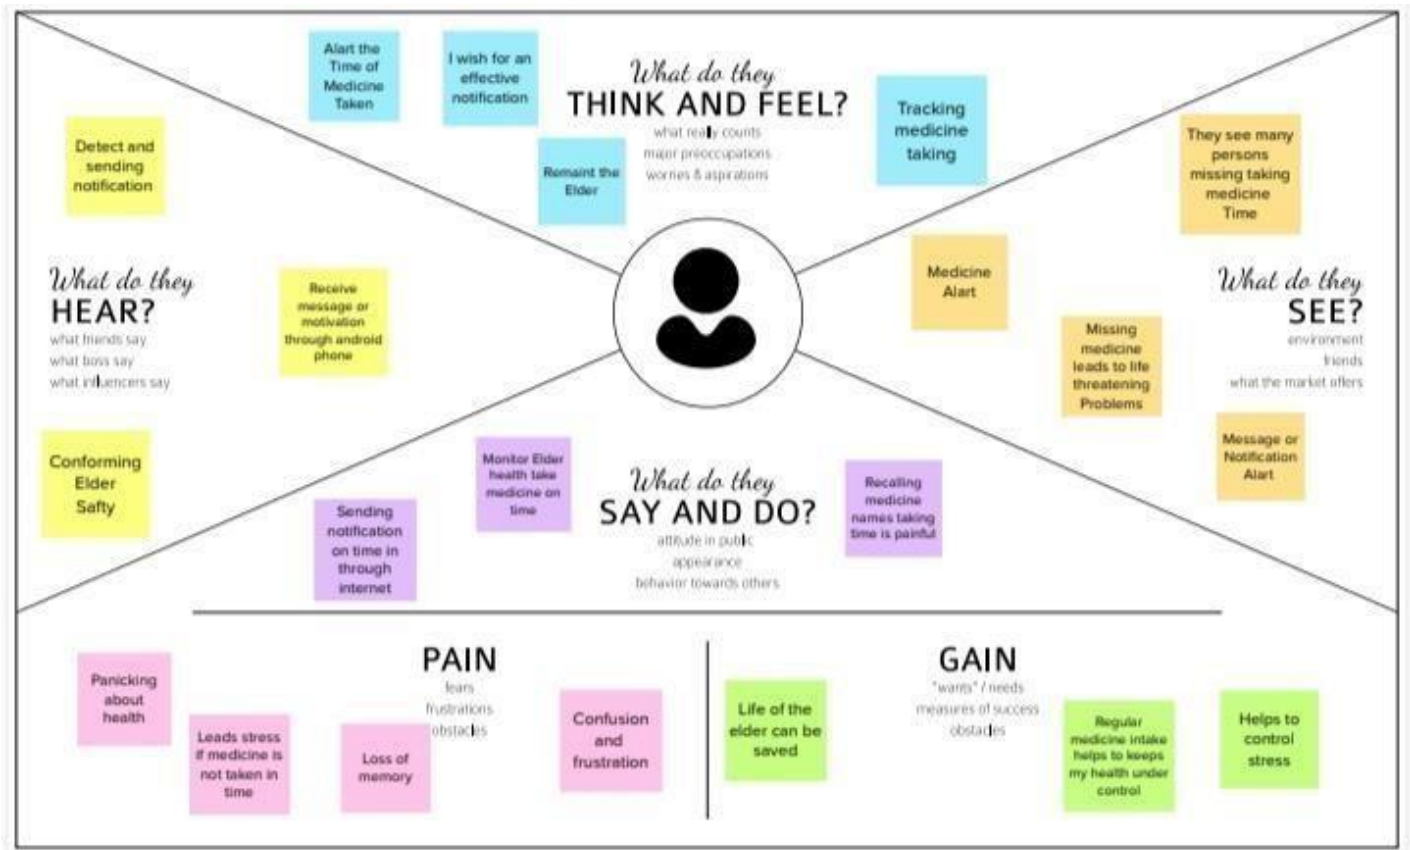 Alart the
Time of
Medicine
Taken
I wish for an
effective
notification
Remaint the
Elder
What do they
THINK AND FEEL?
what really counts
major preoccupations
worries & aspirations
Tracking
medicine
taking
Detect and
sending
notification
What do they
HEAR?
what friends say
what boss say
what influencers say
Receive
message or
motivation
through android
phone
Conforming
Elder
Safty
They see many
persons
missing taking
medicine
Time
Medicine
Alart
What do they
SEE?
environment
friends
what the market offers
Missing
medicine
leads to life
threatening
Problems
Message or
Notification
Alart
Sending
notification
on time in
through
internet
Monitor Elder
health take
medicine on
time
What do they
SAY AND DO?
attitude in public
appearance
behavior towards others
Recalling
medicine
names taking
time is painful
PAIN
fears
frustrations
obstacles
Panicking
about
health
Leads stress
if medicine is
not taken in
time
Loss of
memory
Confusion
and
frustration
GAIN
"wants" / needs
measures of success
obstacles
Life of the
elder can be
saved
Regular
medicine intake
helps to keeps
my health under
control
Helps to
control
stress